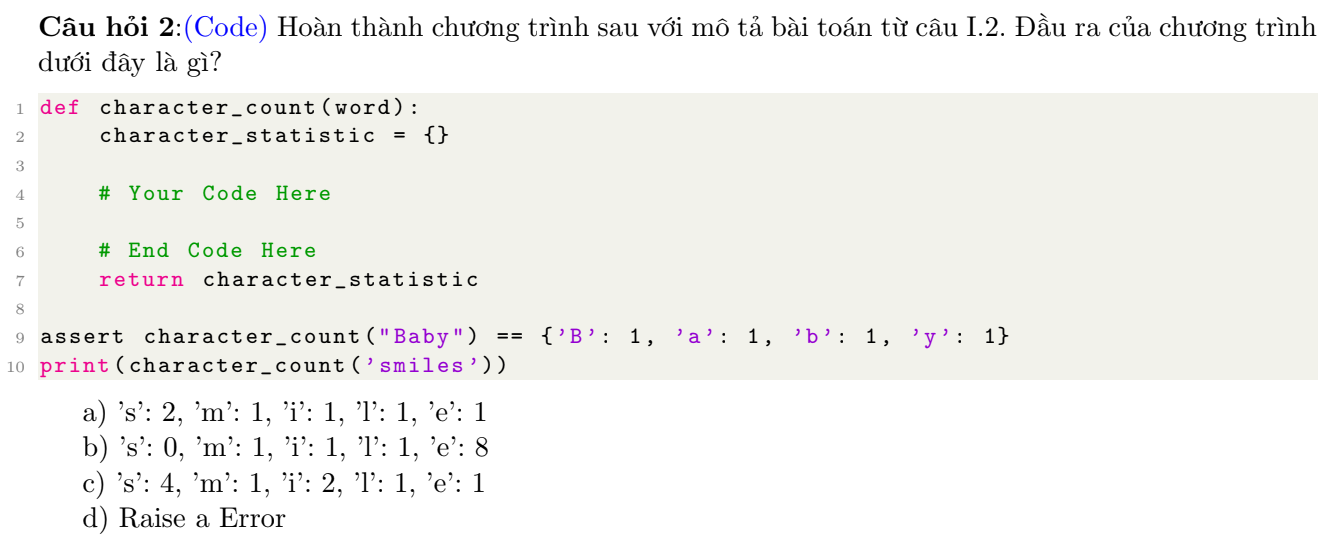 Câu hỏi 2:(Code) Hoàn thành chương trình sau với mô tả bài toán từ câu I.2. Đầu ra của chương trình
dưới đây là gì?
1 def character_count(word):
2     character_statistic = {}
3
4     # Your Code Here
5
6     # End Code Here
7     return character_statistic
8
9 assert character_count("Baby") == {'B': 1, 'a': 1, 'b': 1, 'y': 1}
10 print(character_count('smiles'))
a) ’s’: 2, ’m’: 1, ’i’: 1, ’l’: 1, ’e’: 1
b) ’s’: 0, ’m’: 1, ’i’: 1, ’l’: 1, ’e’: 8
c) ’s’: 4, ’m’: 1, ’i’: 2, ’l’: 1, ’e’: 1
d) Raise a Error